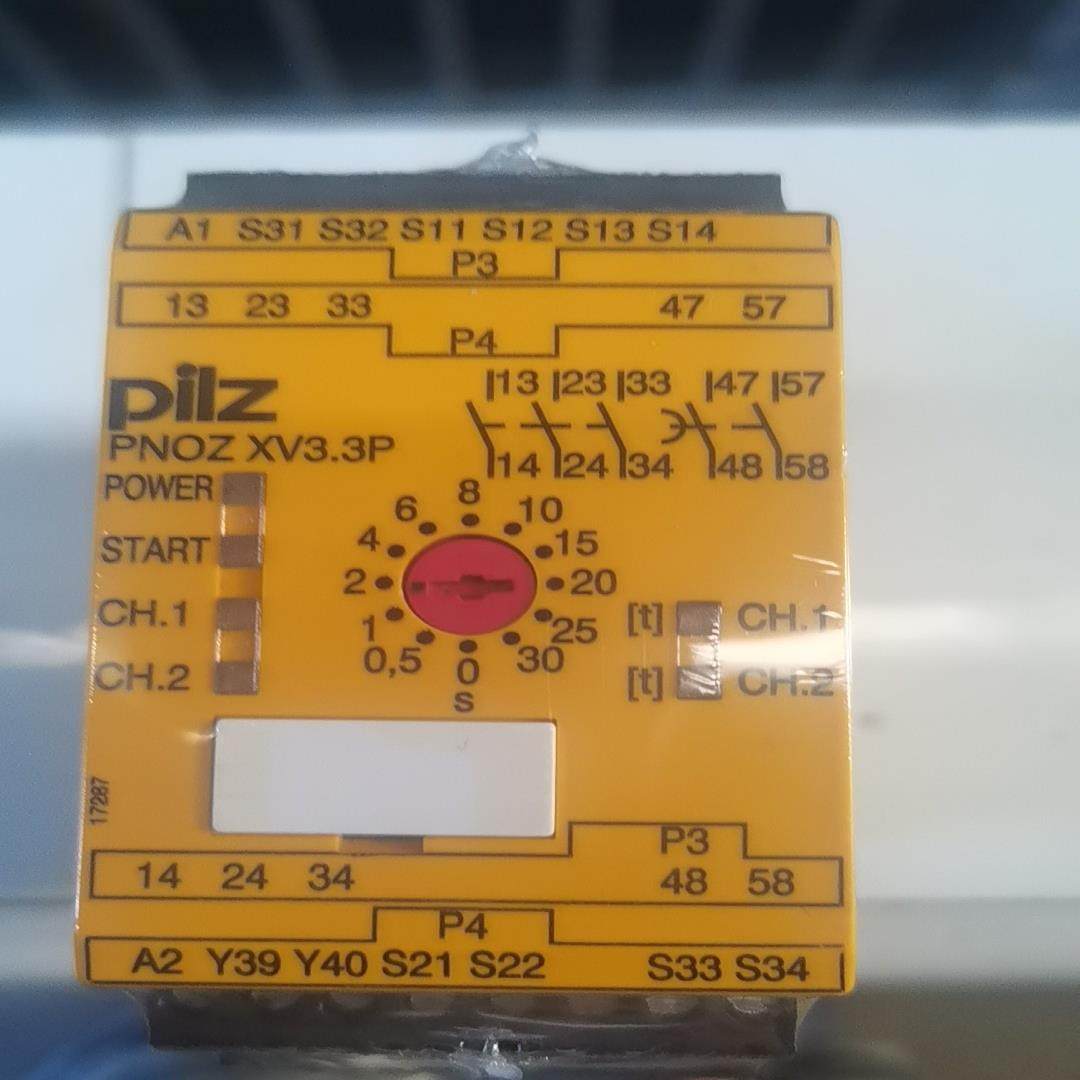 A1 S31 S32 S11 S12 S13 S14
P3
13 23 33 47 57
P4
pilz
PNOZ XV3.3P
13 23 33 47 57
14 24 34 48 58
POWER
START
CH.1
CH.2
8
6 10
4 15
2 20
1 25
0,5 30
0
s
[t] CH.1
[t] CH.2
17287
P3
14 24 34 48 58
P4
A2 Y39 Y40 S21 S22 S33 S34